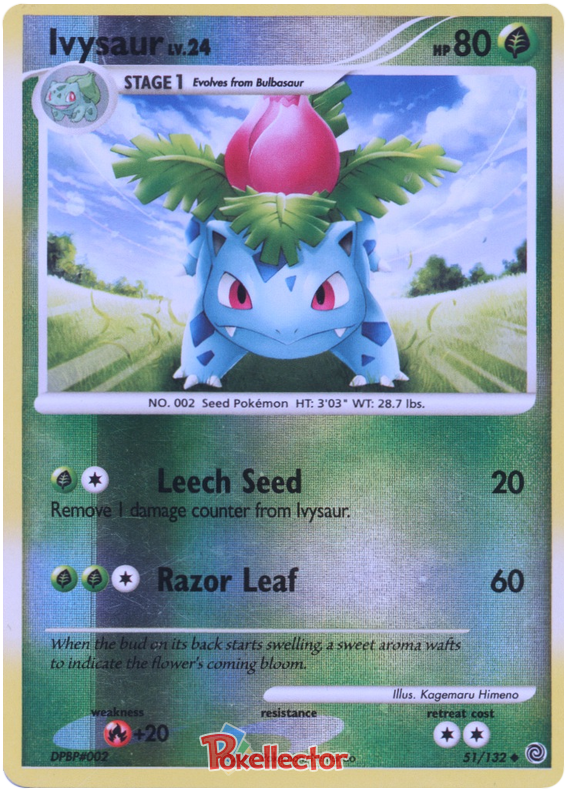 Ivysaur LV.24 HP 80
STAGE 1 Evolves from Bulbasaur
NO. 002 Seed Pokémon HT: 3'03" WT: 28.7 lbs.
Leech Seed 20
Remove 1 damage counter from Ivysaur.
Razor Leaf 60
When the bud on its back starts swelling, a sweet aroma wafts
to indicate the flower's coming bloom.
Illus. Kagemaru Himeno
weakness resistance retreat cost
+20
DPBP#002 Pokellector 51/132